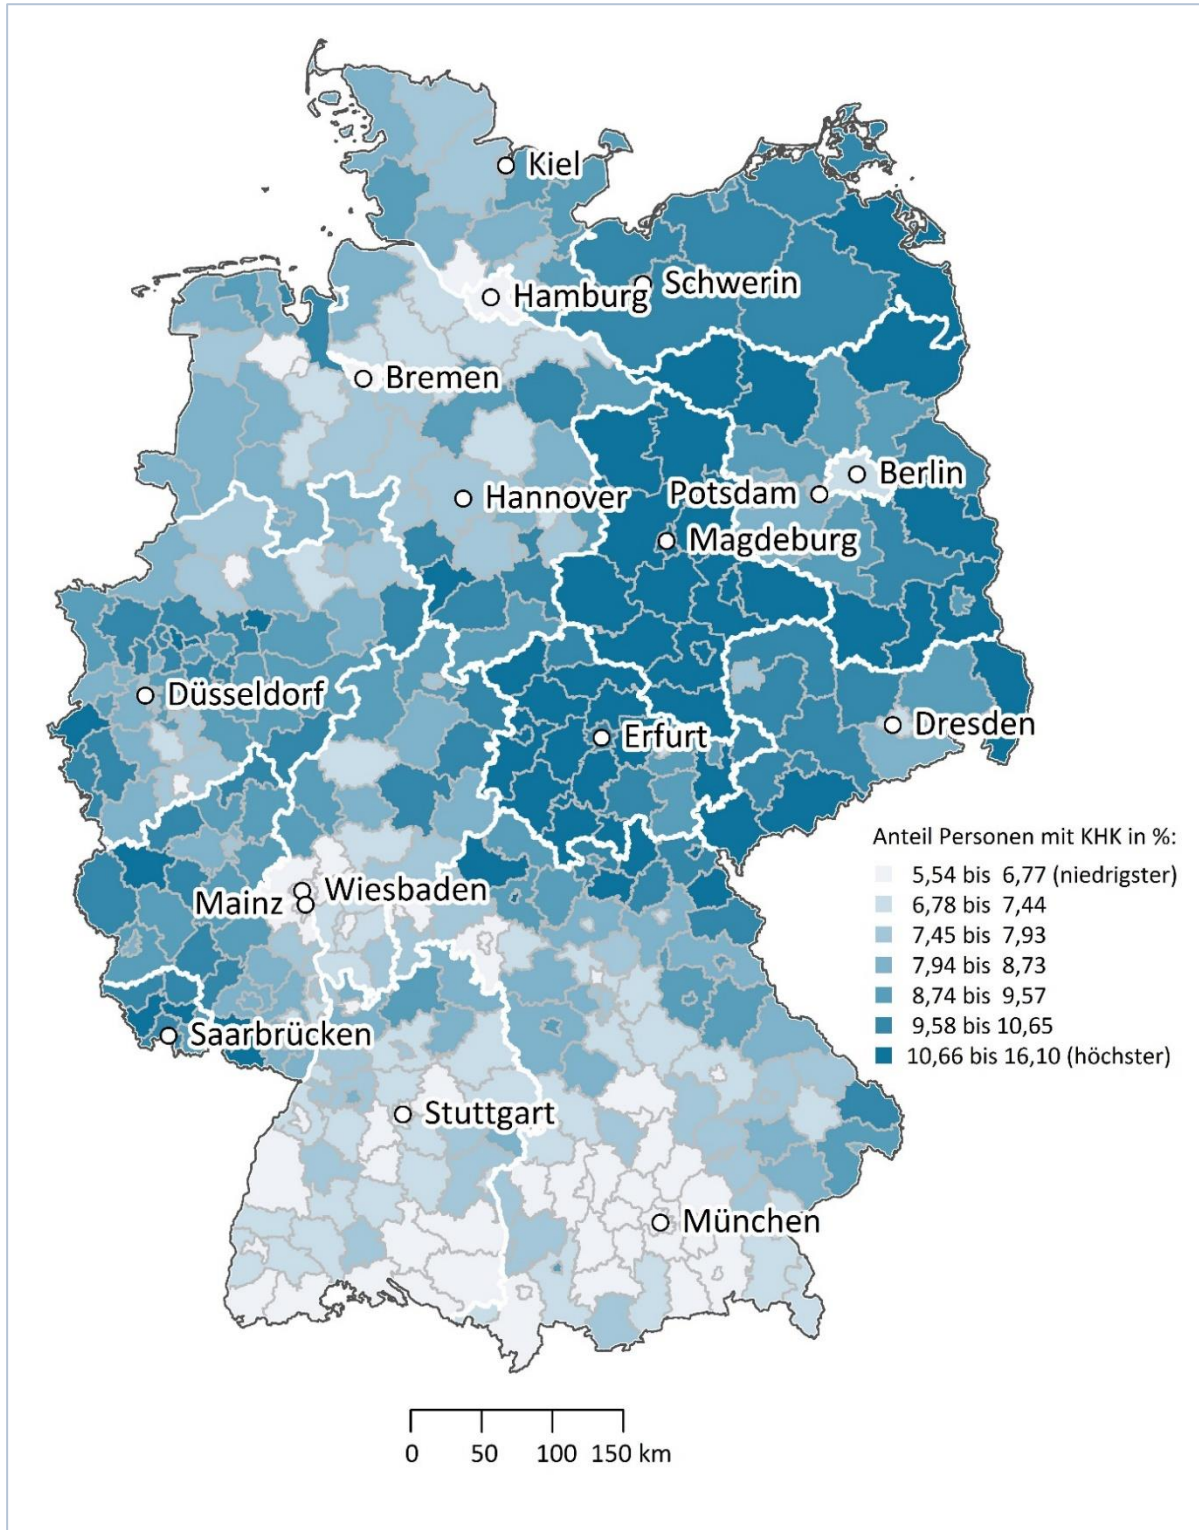 Kiel
Schwerin
Hamburg
Bremen
Berlin
Hannover
Potsdam
Magdeburg
Düsseldorf
Erfurt
Dresden
Wiesbaden
Mainz
Saarbrücken
Stuttgart
München
Anteil Personen mit KHK in %:
5,54 bis 6,77 (niedrigster)
6,78 bis 7,44
7,45 bis 7,93
7,94 bis 8,73
8,74 bis 9,57
9,58 bis 10,65
10,66 bis 16,10 (höchster)
0 50 100 150 km